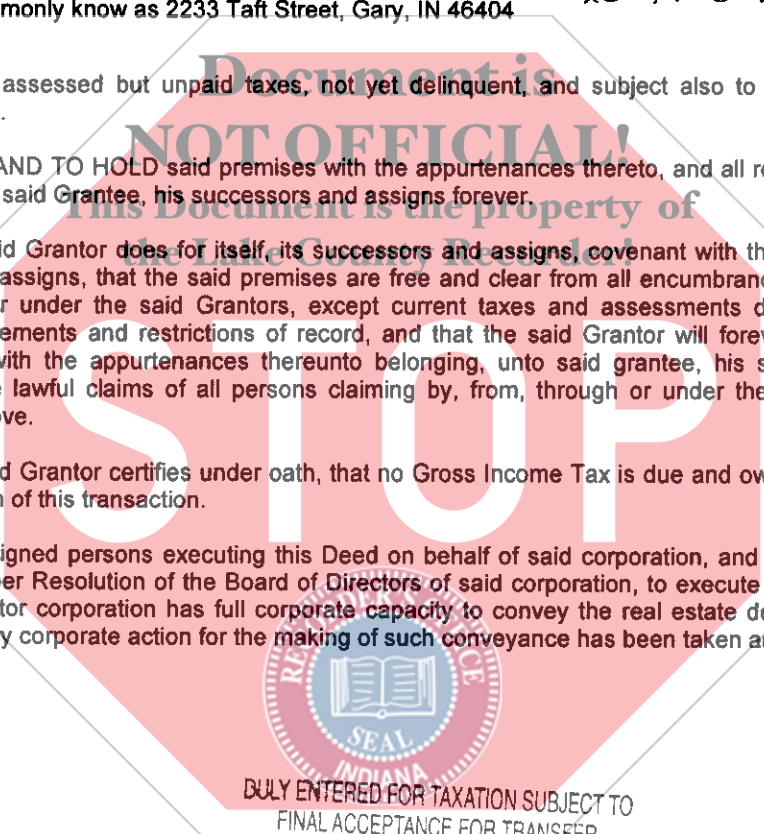 monly know as 2233 Taft Street, Gary, IN 46404
Document is
assessed but unpaid taxes, not yet delinquent, and subject also to
NOT OFFICIAL!
AND TO HOLD said premises with the appurtenances thereto, and all re
said Grantee, his successors and assigns forever.
This Document is the property of
the Lake County Recorder!
id Grantor does for itself, its successors and assigns, covenant with th
assigns, that the said premises are free and clear from all encumbranc
r under the said Grantors, except current taxes and assessments d
ements and restrictions of record, and that the said Grantor will forev
with the appurtenances thereunto belonging, unto said grantee, his s
lawful claims of all persons claiming by, from, through or under the
ve.
STOP
d Grantor certifies under oath, that no Gross Income Tax is due and ow
n of this transaction.
igned persons executing this Deed on behalf of said corporation, and
er Resolution of the Board of Directors of said corporation, to execute
tor corporation has full corporate capacity to convey the real estate de
y corporate action for the making of such conveyance has been taken a
RECORDER'S OFFICE
SEAL
INDIANA
DULY ENTERED FOR TAXATION SUBJECT TO
FINAL ACCEPTANCE FOR TRANSFER